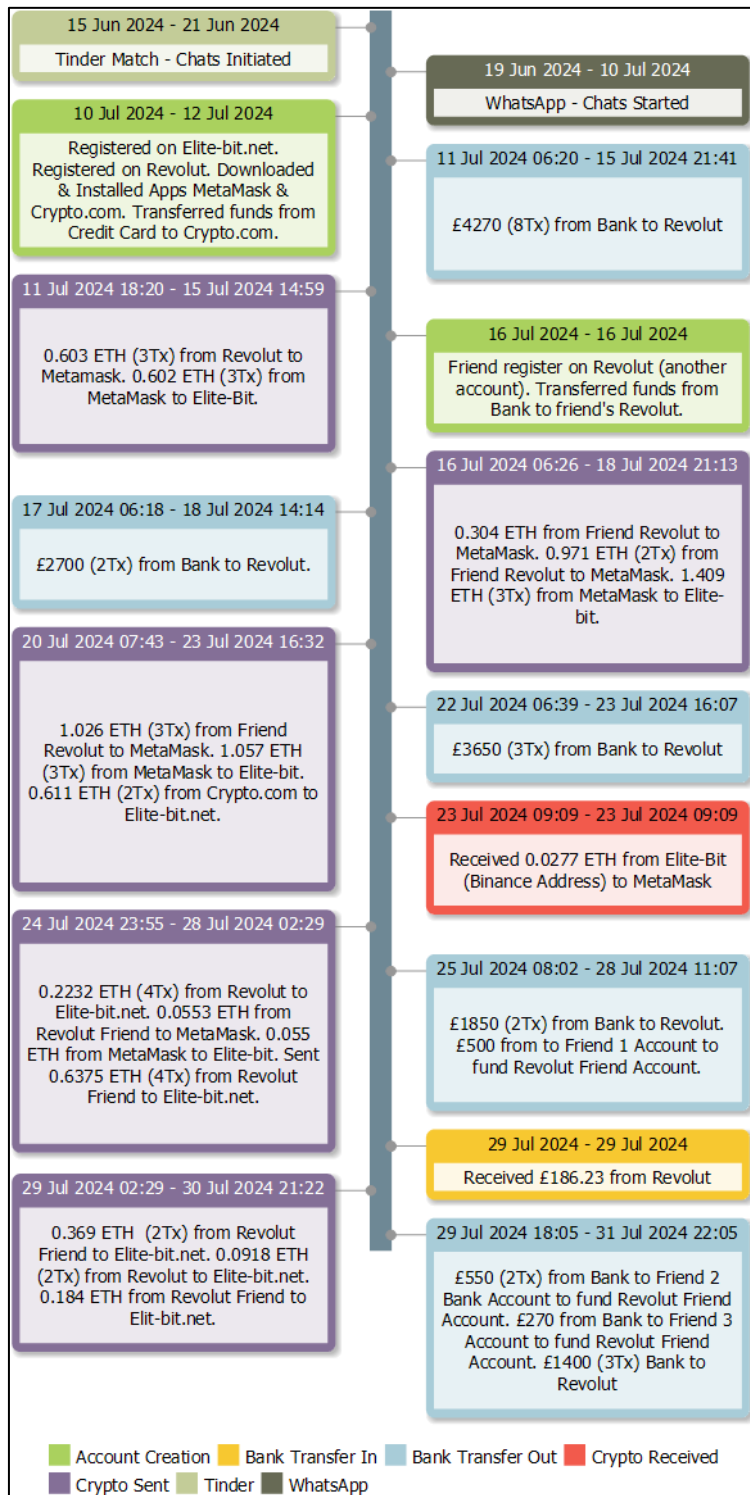 15 Jun 2024 - 21 Jun 2024
Tinder Match - Chats Initiated
19 Jun 2024 - 10 Jul 2024
WhatsApp - Chats Started
10 Jul 2024 - 12 Jul 2024
Registered on Elite-bit.net.
Registered on Revolut. Downloaded
& Installed Apps MetaMask &
Crypto.com. Transferred funds from
Credit Card to Crypto.com.
11 Jul 2024 06:20 - 15 Jul 2024 21:41
£4270 (8Tx) from Bank to Revolut
11 Jul 2024 18:20 - 15 Jul 2024 14:59
0.603 ETH (3Tx) from Revolut to
Metamask. 0.602 ETH (3Tx) from
MetaMask to Elite-Bit.
16 Jul 2024 - 16 Jul 2024
Friend register on Revolut (another
account). Transferred funds from
Bank to friend's Revolut.
16 Jul 2024 06:26 - 18 Jul 2024 21:13
0.304 ETH from Friend Revolut to
MetaMask. 0.971 ETH (2Tx) from
Friend Revolut to MetaMask. 1.409
ETH (3Tx) from MetaMask to Elite-
bit.
17 Jul 2024 06:18 - 18 Jul 2024 14:14
£2700 (2Tx) from Bank to Revolut.
20 Jul 2024 07:43 - 23 Jul 2024 16:32
1.026 ETH (3Tx) from Friend
Revolut to MetaMask. 1.057 ETH
(3Tx) from MetaMask to Elite-bit.
0.611 ETH (2Tx) from Crypto.com to
Elite-bit.net.
22 Jul 2024 06:39 - 23 Jul 2024 16:07
£3650 (3Tx) from Bank to Revolut
23 Jul 2024 09:09 - 23 Jul 2024 09:09
Received 0.0277 ETH from Elite-Bit
(Binance Address) to MetaMask
24 Jul 2024 23:55 - 28 Jul 2024 02:29
0.2232 ETH (4Tx) from Revolut to
Elite-bit.net. 0.0553 ETH from
Revolut Friend to MetaMask. 0.055
ETH from MetaMask to Elite-bit. Sent
0.6375 ETH (4Tx) from Revolut
Friend to Elite-bit.net.
25 Jul 2024 08:02 - 28 Jul 2024 11:07
£1850 (2Tx) from Bank to Revolut.
£500 from to Friend 1 Account to
fund Revolut Friend Account.
29 Jul 2024 - 29 Jul 2024
Received £186.23 from Revolut
29 Jul 2024 02:29 - 30 Jul 2024 21:22
0.369 ETH (2Tx) from Revolut
Friend to Elite-bit.net. 0.0918 ETH
(2Tx) from Revolut to Elite-bit.net.
0.184 ETH from Revolut Friend to
Elit-bit.net.
29 Jul 2024 18:05 - 31 Jul 2024 22:05
£550 (2Tx) from Bank to Friend 2
Bank Account to fund Revolut Friend
Account. £270 from Bank to Friend 3
Account to fund Revolut Friend
Account. £1400 (3Tx) Bank to
Revolut
Account Creation Bank Transfer In Bank Transfer Out Crypto Received
Crypto Sent Tinder WhatsApp